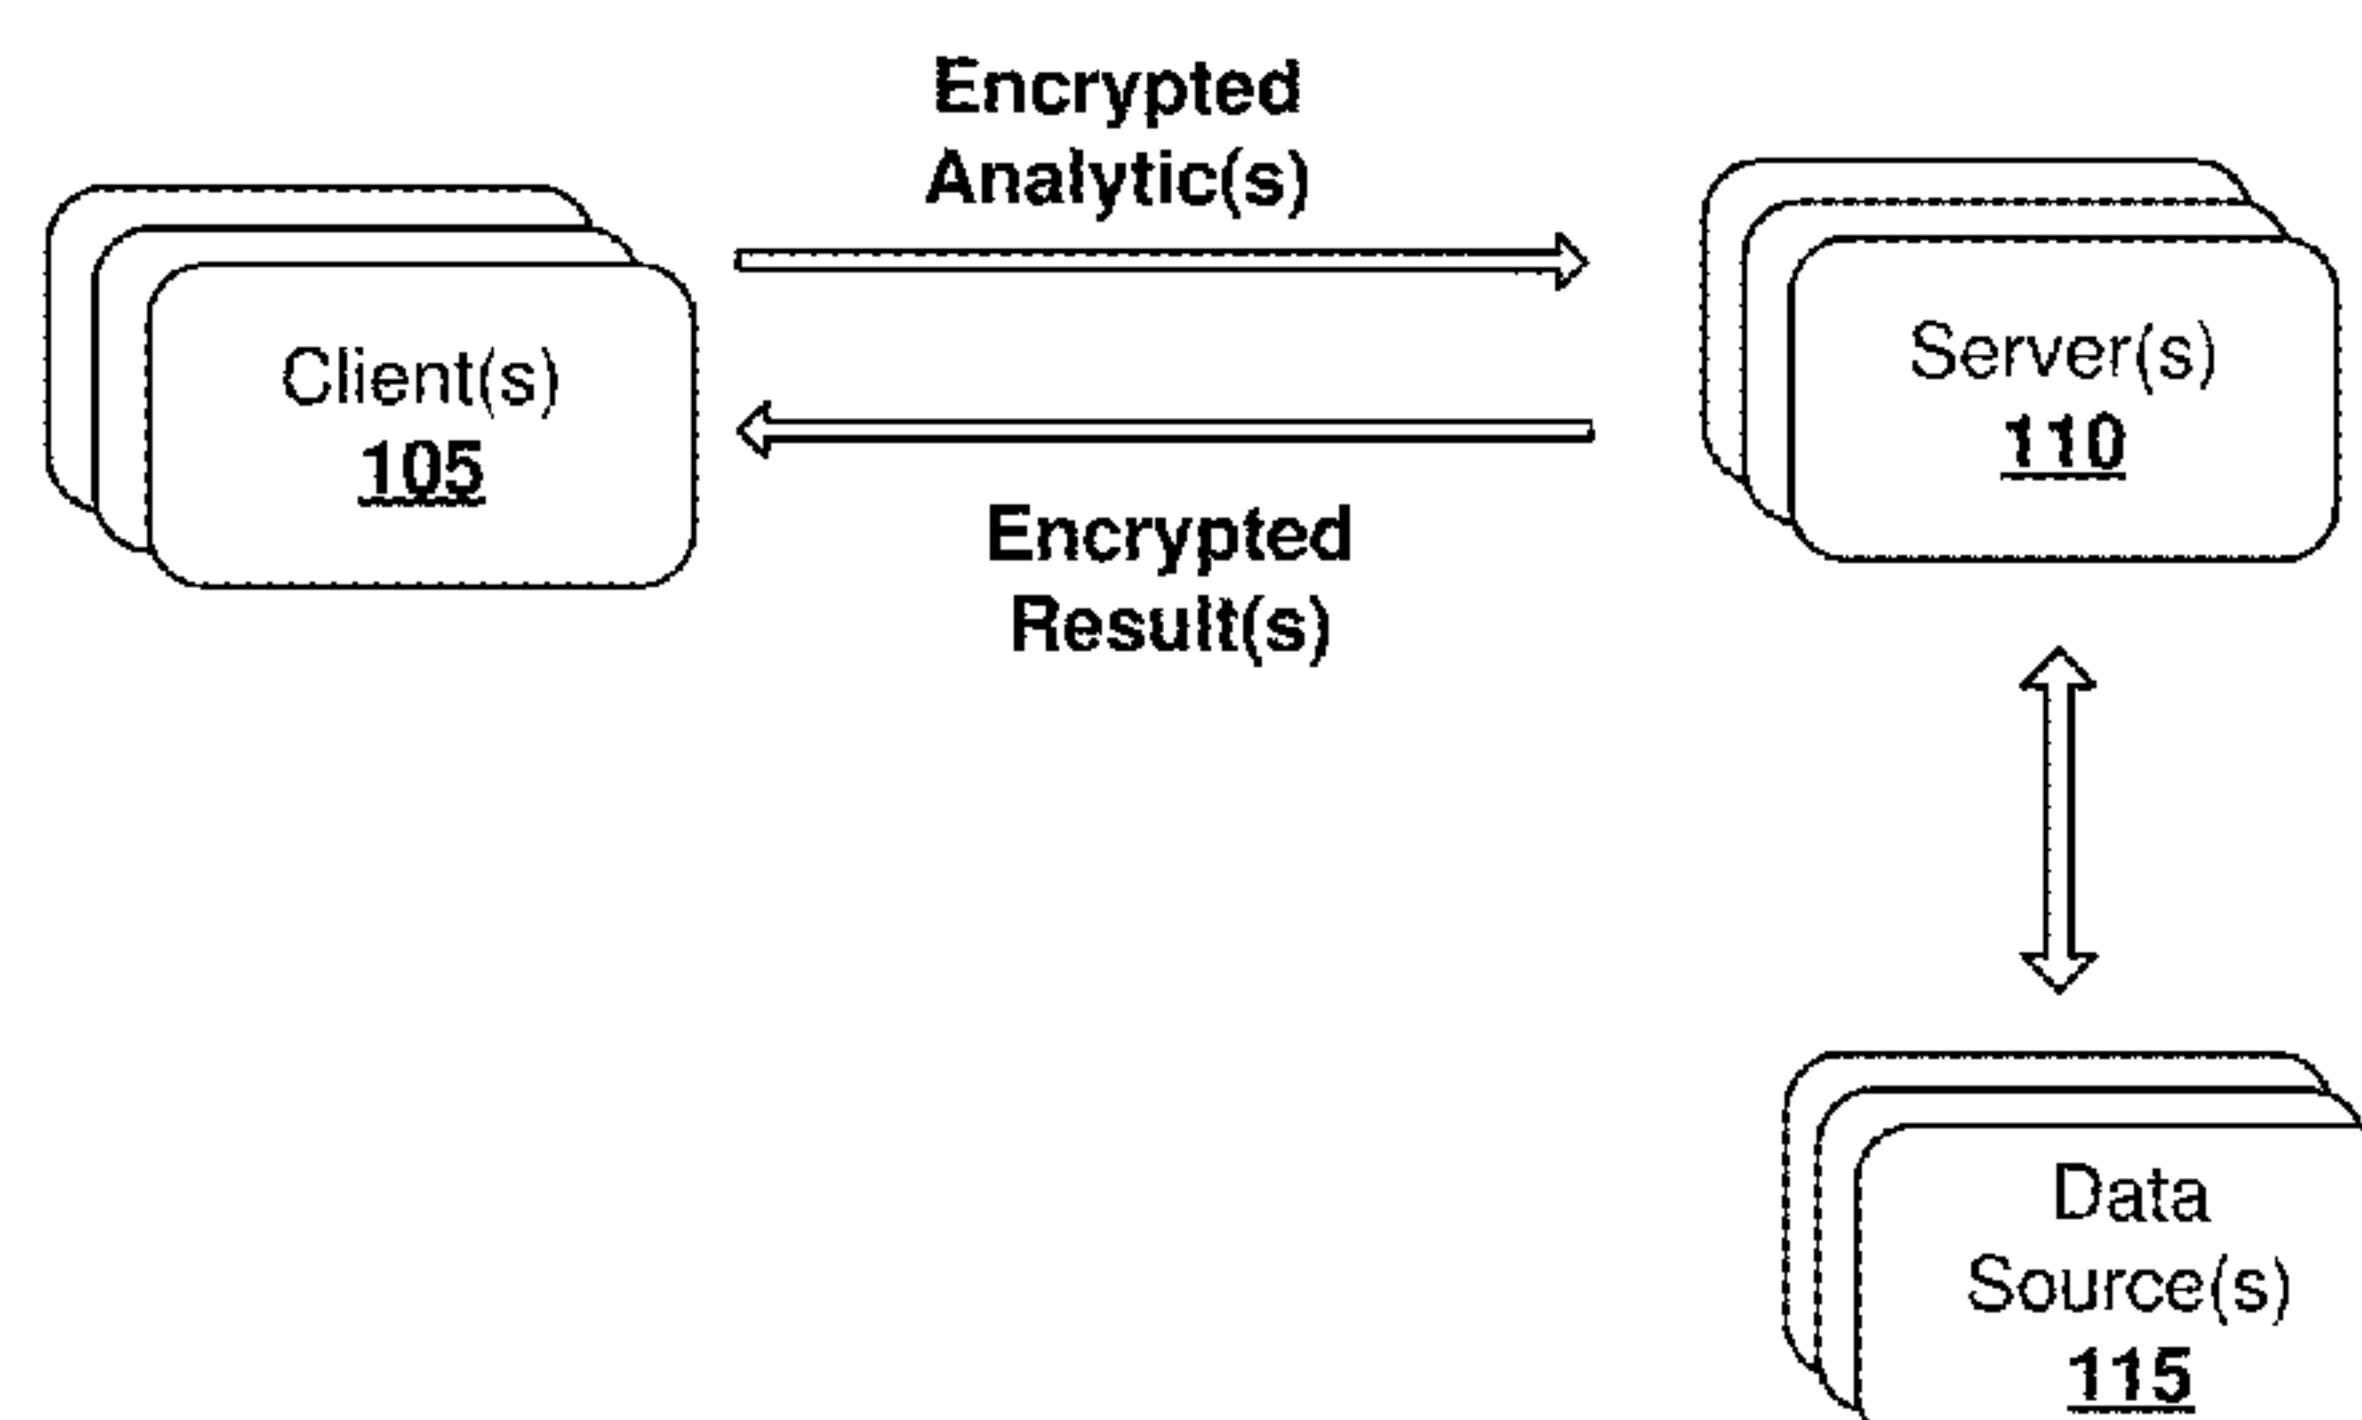 Encrypted
Analytic(s)
Client(s)
105
Server(s)
110
Encrypted
Result(s)
Data
Source(s)
115